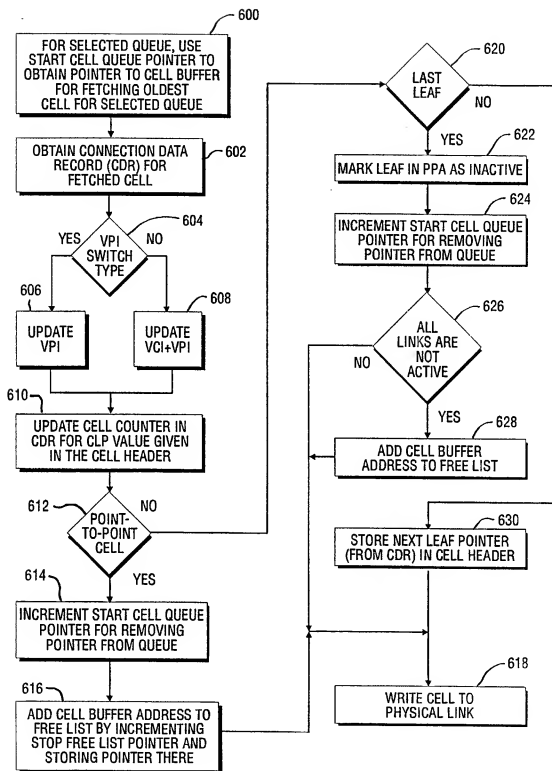 600
FOR SELECTED QUEUE, USE
START CELL QUEUE POINTER TO
OBTAIN POINTER TO CELL BUFFER
FOR FETCHING OLDEST
CELL FOR SELECTED QUEUE
602
OBTAIN CONNECTION DATA
RECORD (CDR) FOR
FETCHED CELL
604
YES
VPI
SWITCH
TYPE
NO
606
UPDATE
VPI
608
UPDATE
VCI+VPI
610
UPDATE CELL COUNTER IN
CDR FOR CLP VALUE GIVEN
IN THE CELL HEADER
612
POINT-
TO-POINT
CELL
NO
YES
614
INCREMENT START CELL QUEUE
POINTER FOR REMOVING
POINTER FROM QUEUE
616
ADD CELL BUFFER ADDRESS TO
FREE LIST BY INCREMENTING
STOP FREE LIST POINTER AND
STORING POINTER THERE
620
LAST
LEAF
NO
YES
622
MARK LEAF IN PPA AS INACTIVE
624
INCREMENT START CELL QUEUE
POINTER FOR REMOVING
POINTER FROM QUEUE
626
ALL
LINKS ARE
NOT
ACTIVE
NO
YES
628
ADD CELL BUFFER
ADDRESS TO FREE LIST
630
STORE NEXT LEAF POINTER
(FROM CDR) IN CELL HEADER
618
WRITE CELL TO
PHYSICAL LINK